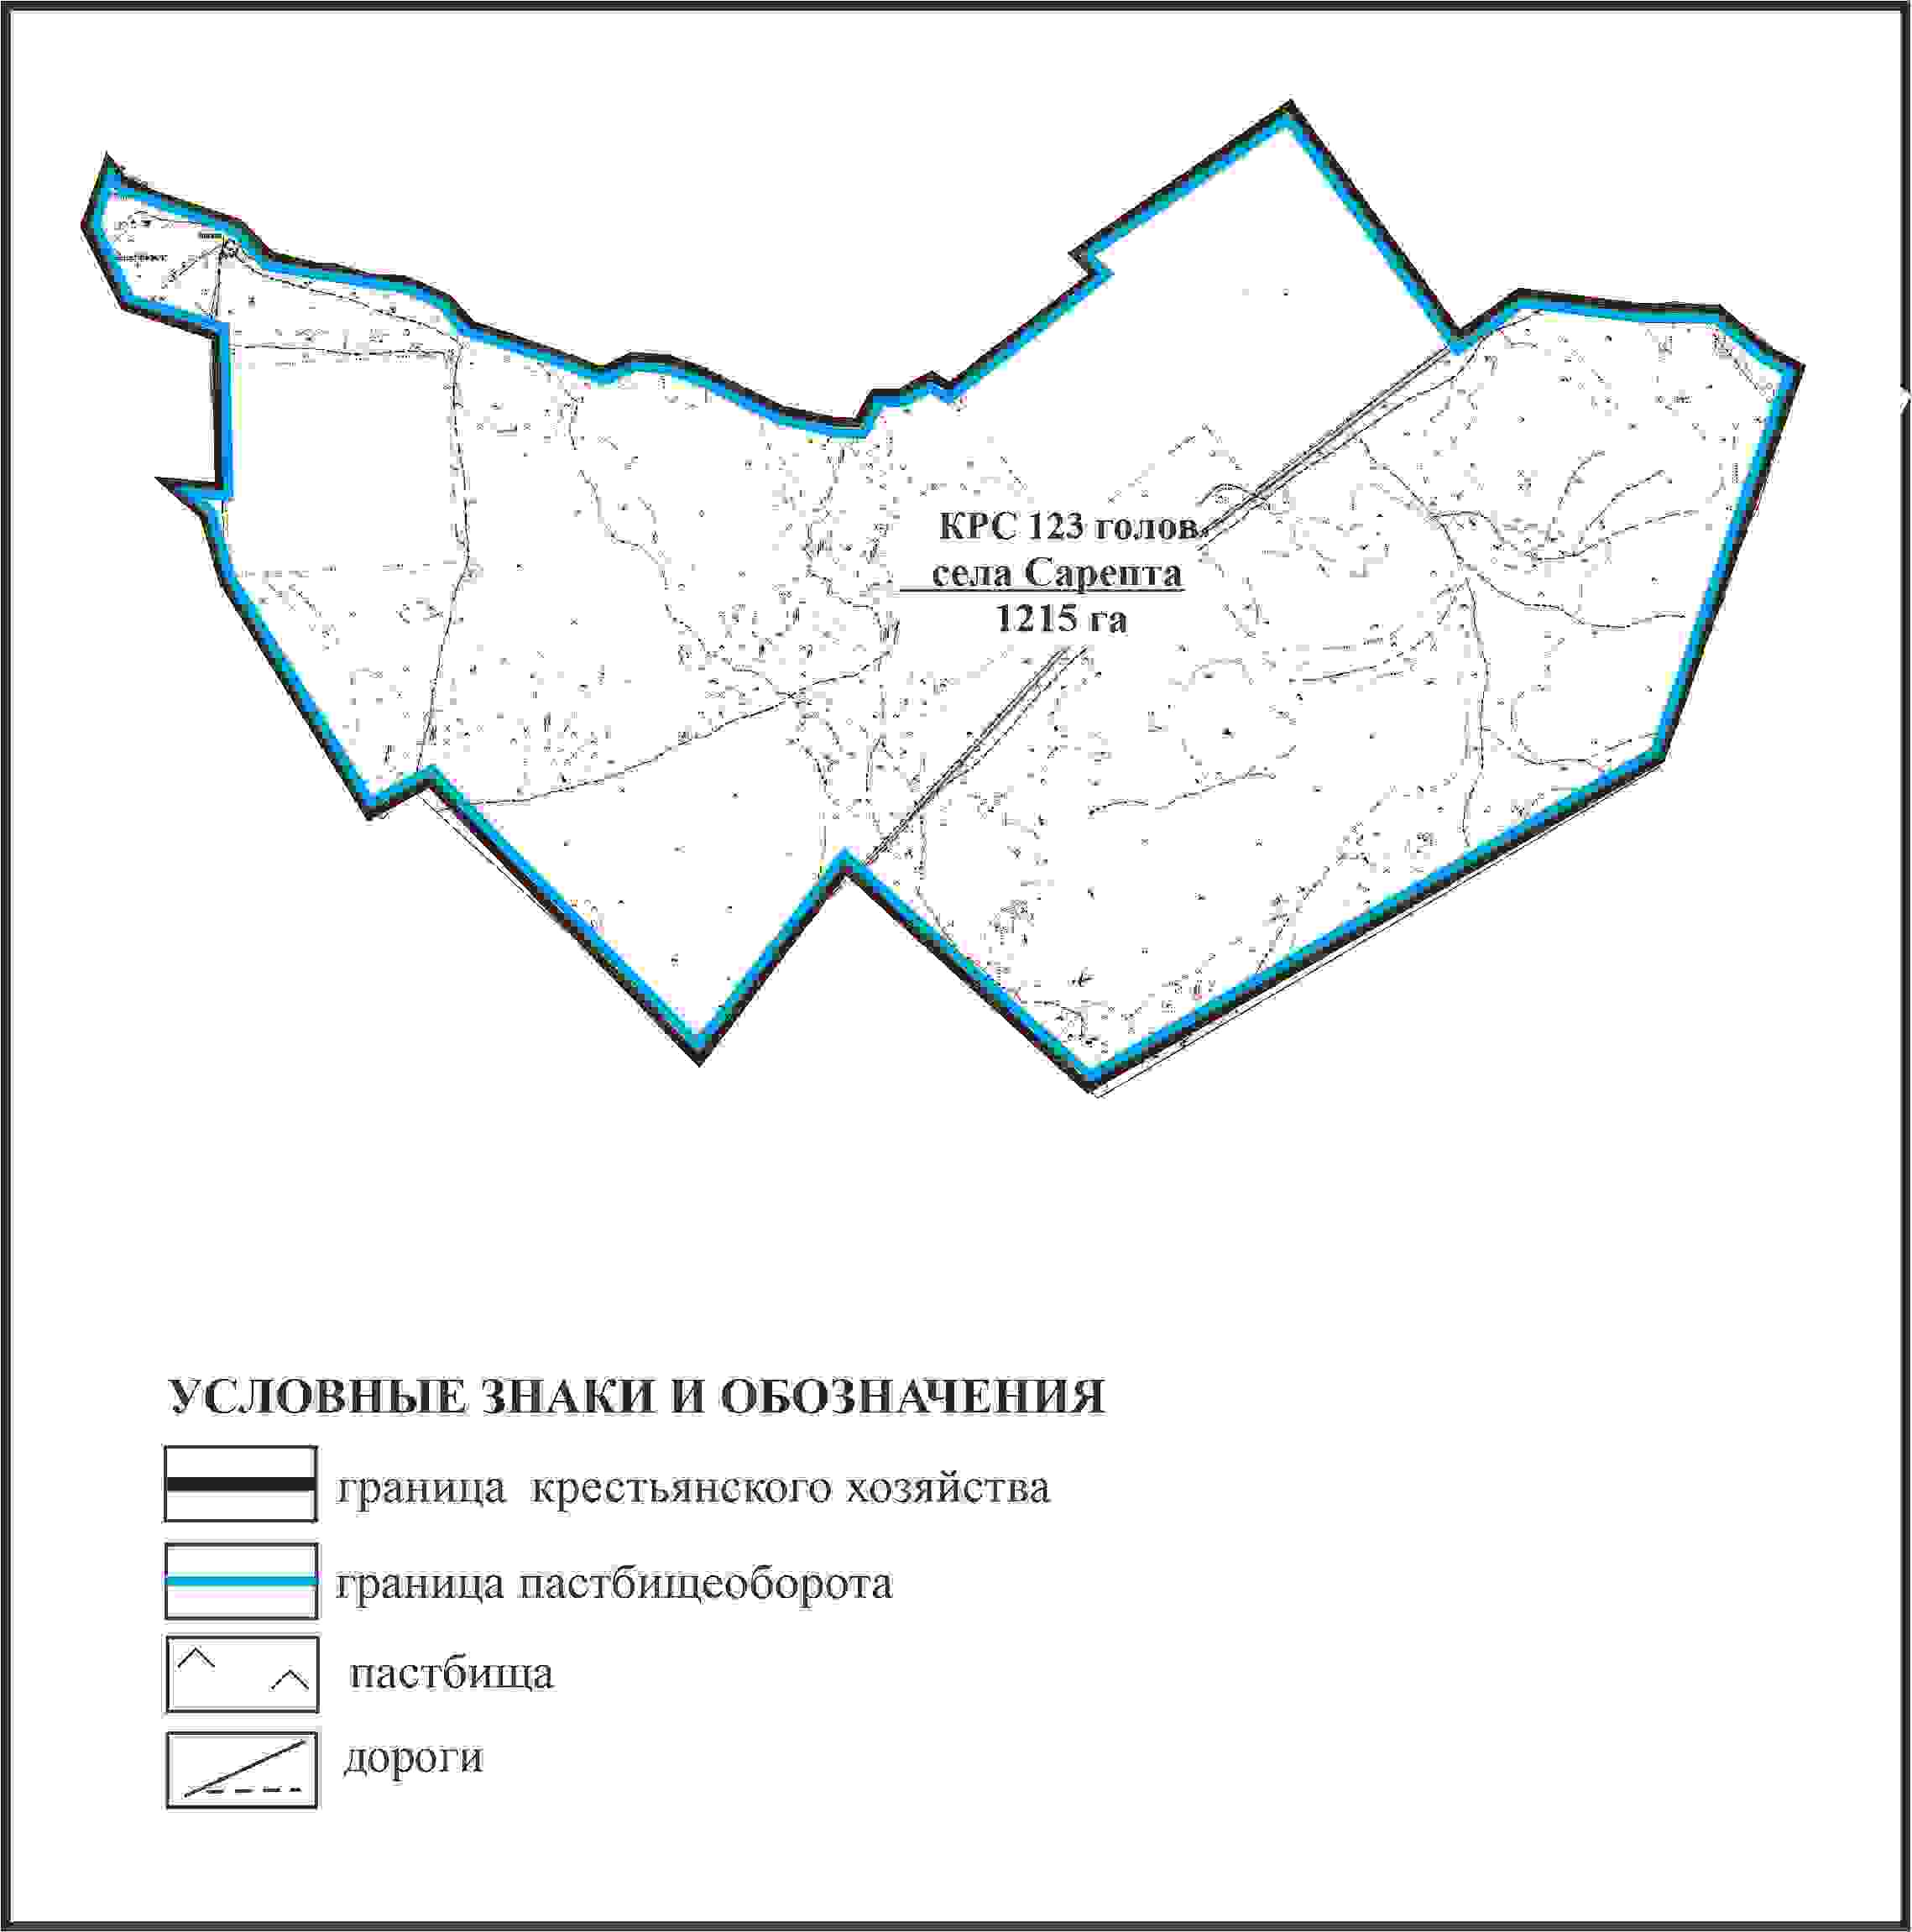 КРС 123 голов
села Сарепта
1215 га
УСЛОВНЫЕ ЗНАКИ И ОБОЗНАЧЕНИЯ
граница крестьянского хозяйства
граница пастбищеоборота
пастбища
дороги